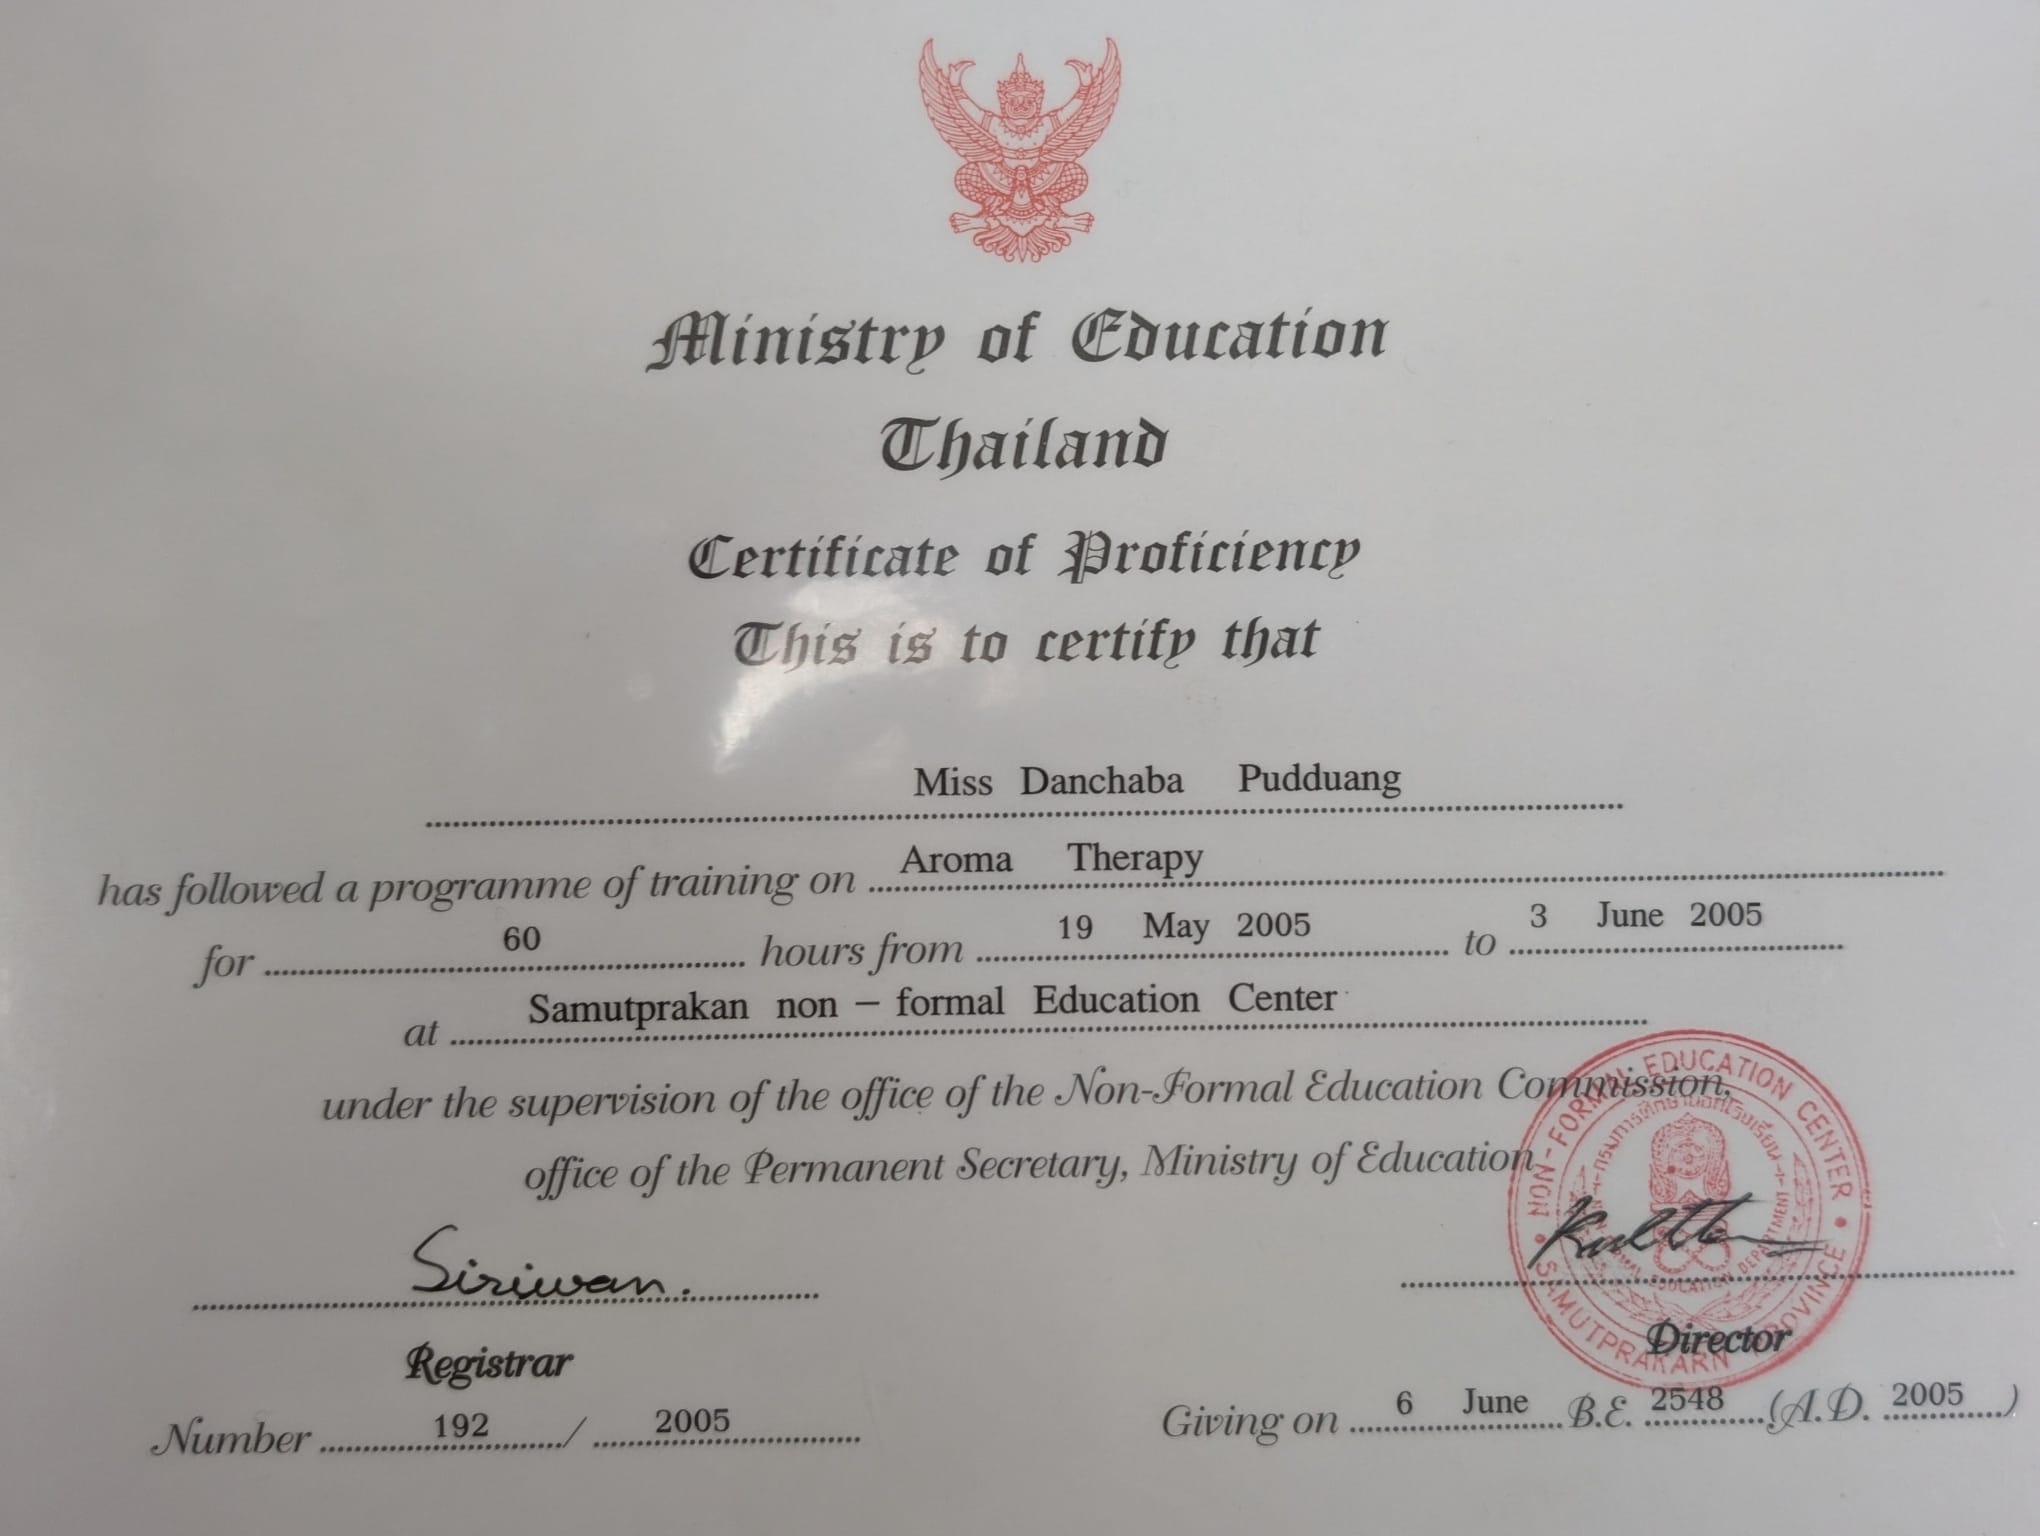 Ministry of Education
Thailand
Certificate of Proficiency
This is to certify that
Miss Danchaba Pudduang
has followed a programme of training on Aroma Therapy
for 60 hours from 19 May 2005 to 3 June 2005
at Samutprakan non – formal Education Center
under the supervision of the office of the Non-Formal Education Commission,
office of the Permanent Secretary, Ministry of Education
NON-FORMAL EDUCATION CENTER
SAMUTPRAKARN PROVINCE
EDUCATION DEPARTMENT
Siriwan.
Registrar
Director
Number 192 / 2005
Giving on 6 June B.E. 2548 (A.D. 2005)